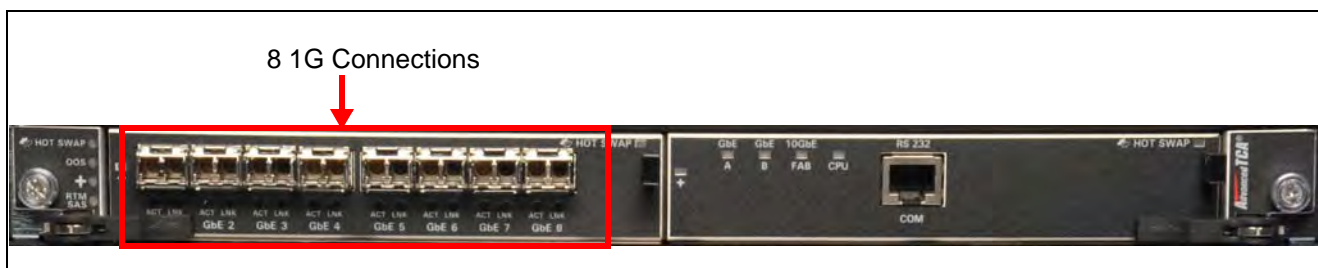 8 1G Connections
HOT SWAP
OOS
RTM
SAS
HOT SWAP
ACT LNK ACT LNK ACT LNK ACT LNK ACT LNK ACT LNK ACT LNK ACT LNK
GbE 2 GbE 3 GbE 4 GbE 5 GbE 6 GbE 7 GbE 8
GbE GbE 10GbE
A B FAB CPU
RS 232
COM
HOT SWAP
AdvancedTCA